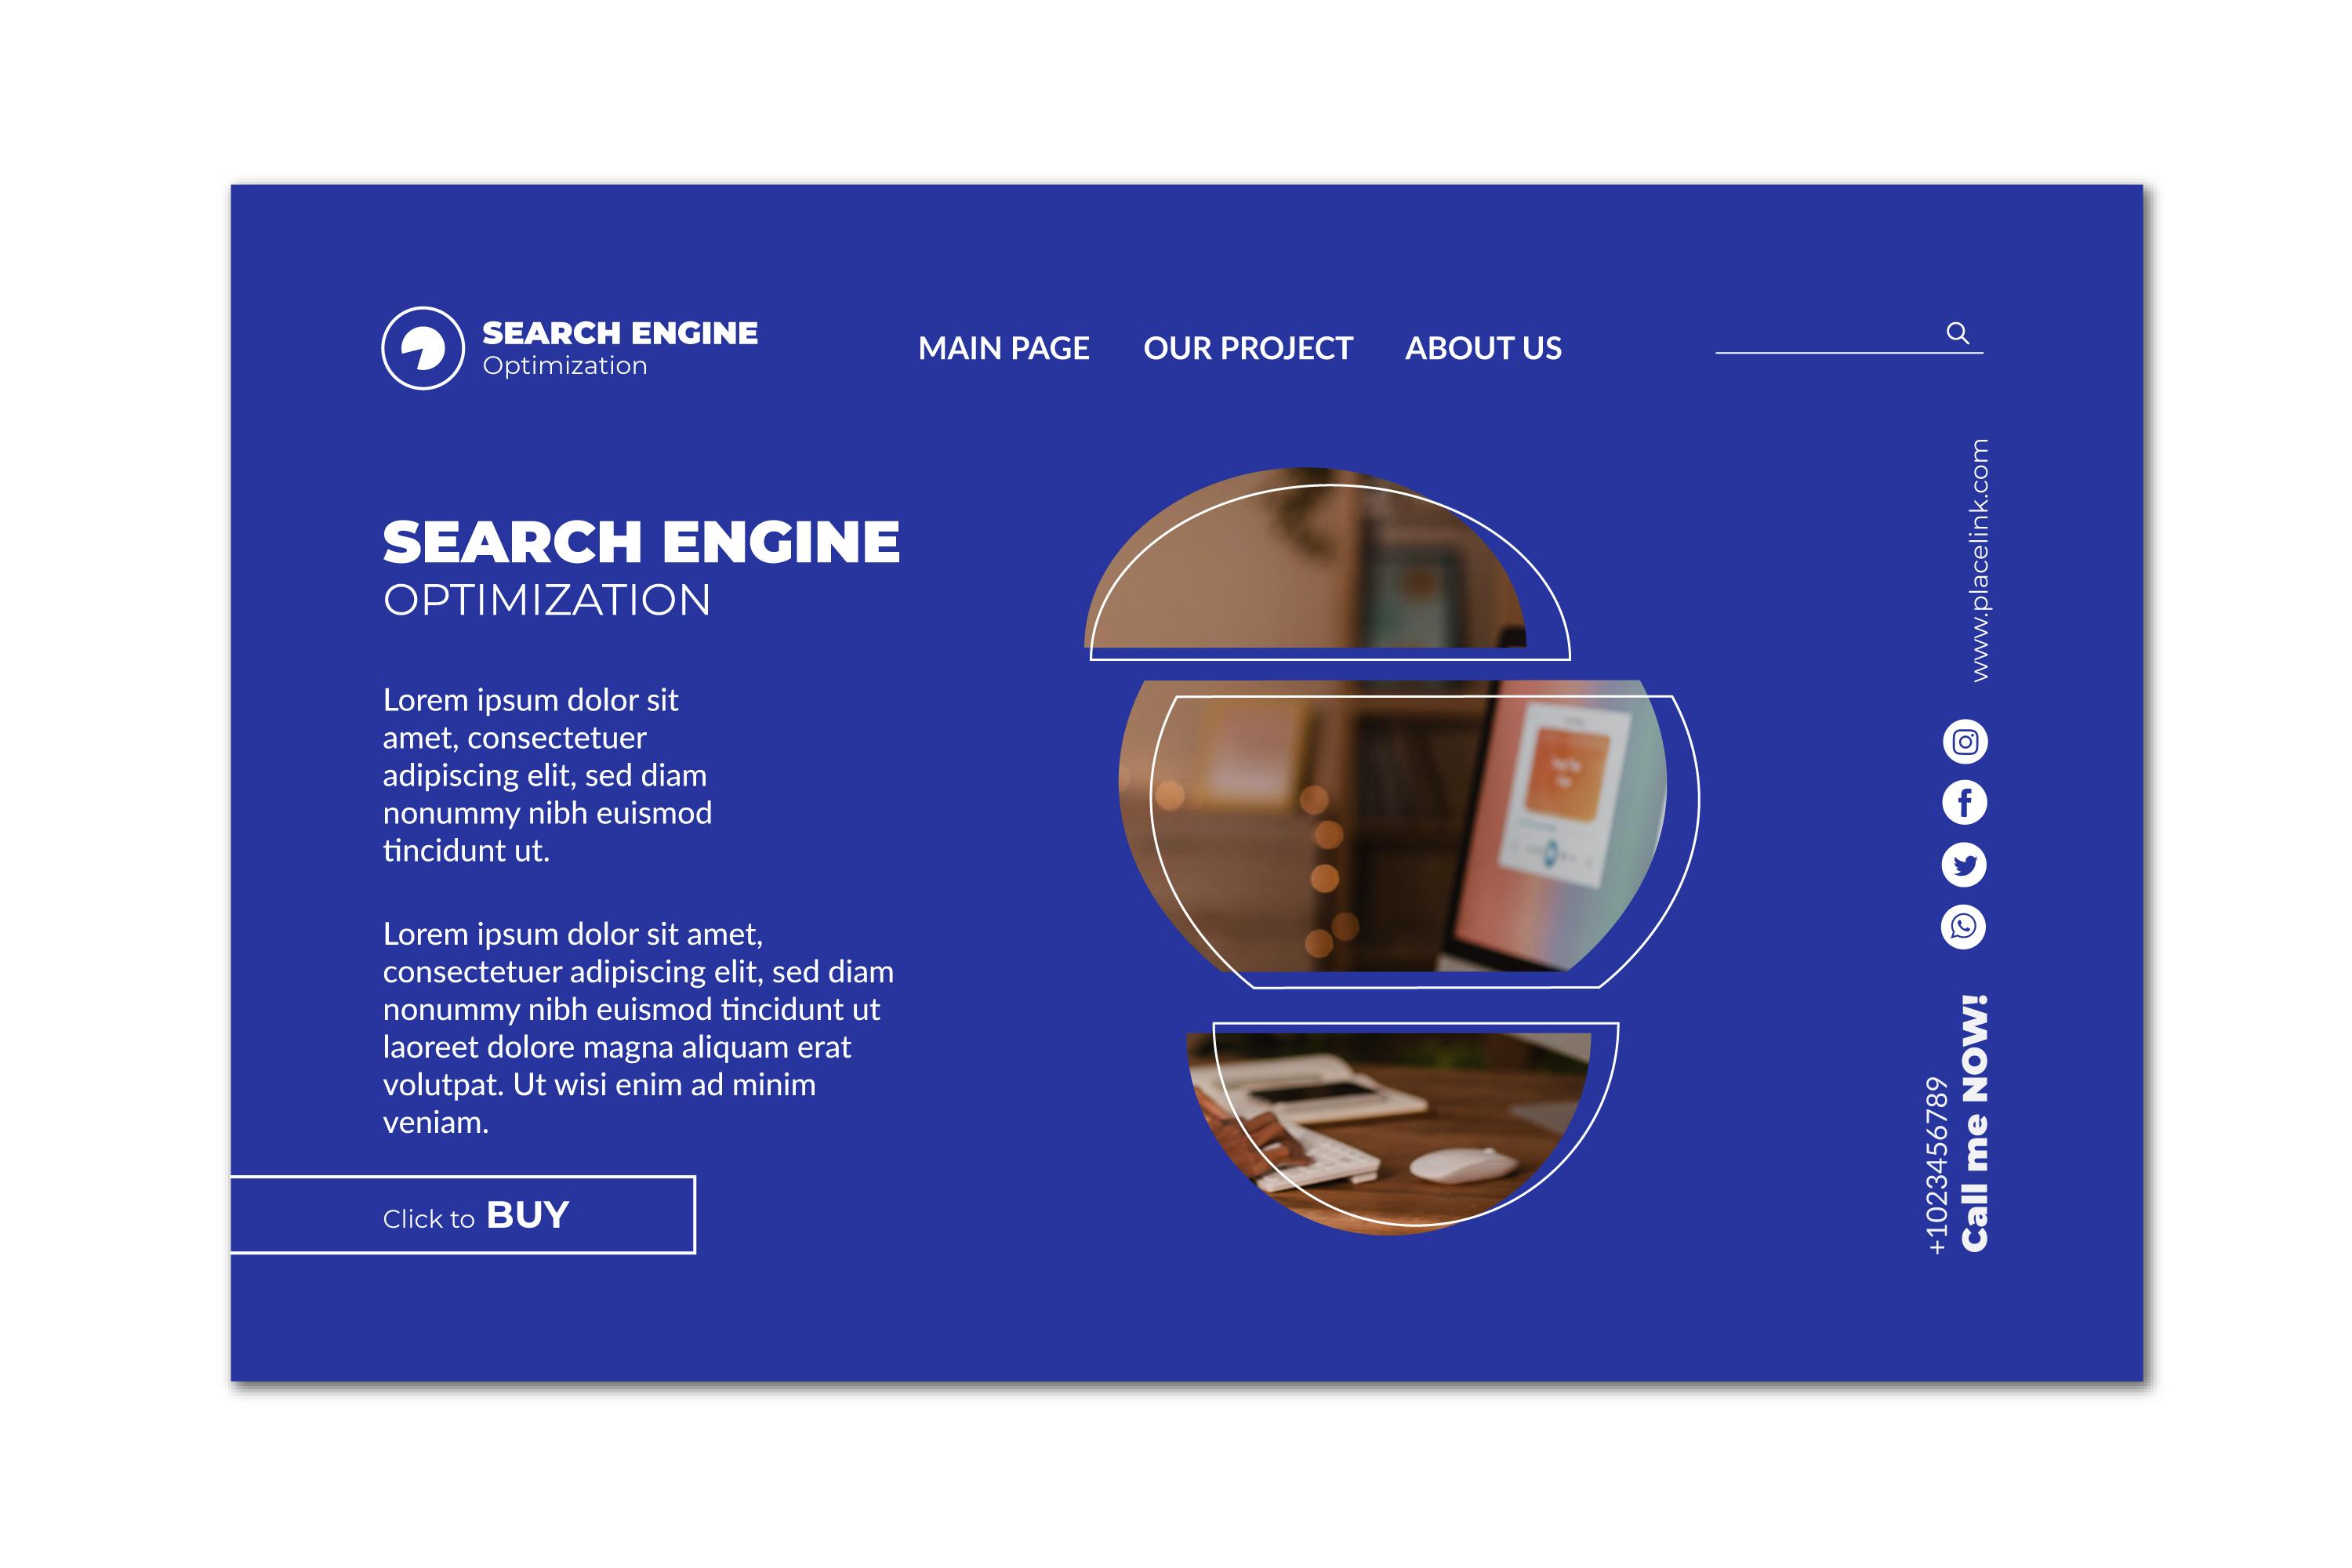 SEARCH ENGINE
Optimization
MAIN PAGE
OUR PROJECT
ABOUT US
SEARCH ENGINE
OPTIMIZATION
Lorem ipsum dolor sit
amet, consectetuer
adipiscing elit, sed diam
nonummy nibh euismod
tincidunt ut.
Lorem ipsum dolor sit amet,
consectetuer adipiscing elit, sed diam
nonummy nibh euismod tincidunt ut
laoreet dolore magna aliquam erat
volutpat. Ut wisi enim ad minim
veniam.
Click to BUY
www.placelink.com
+1023456789
Call me NOW!